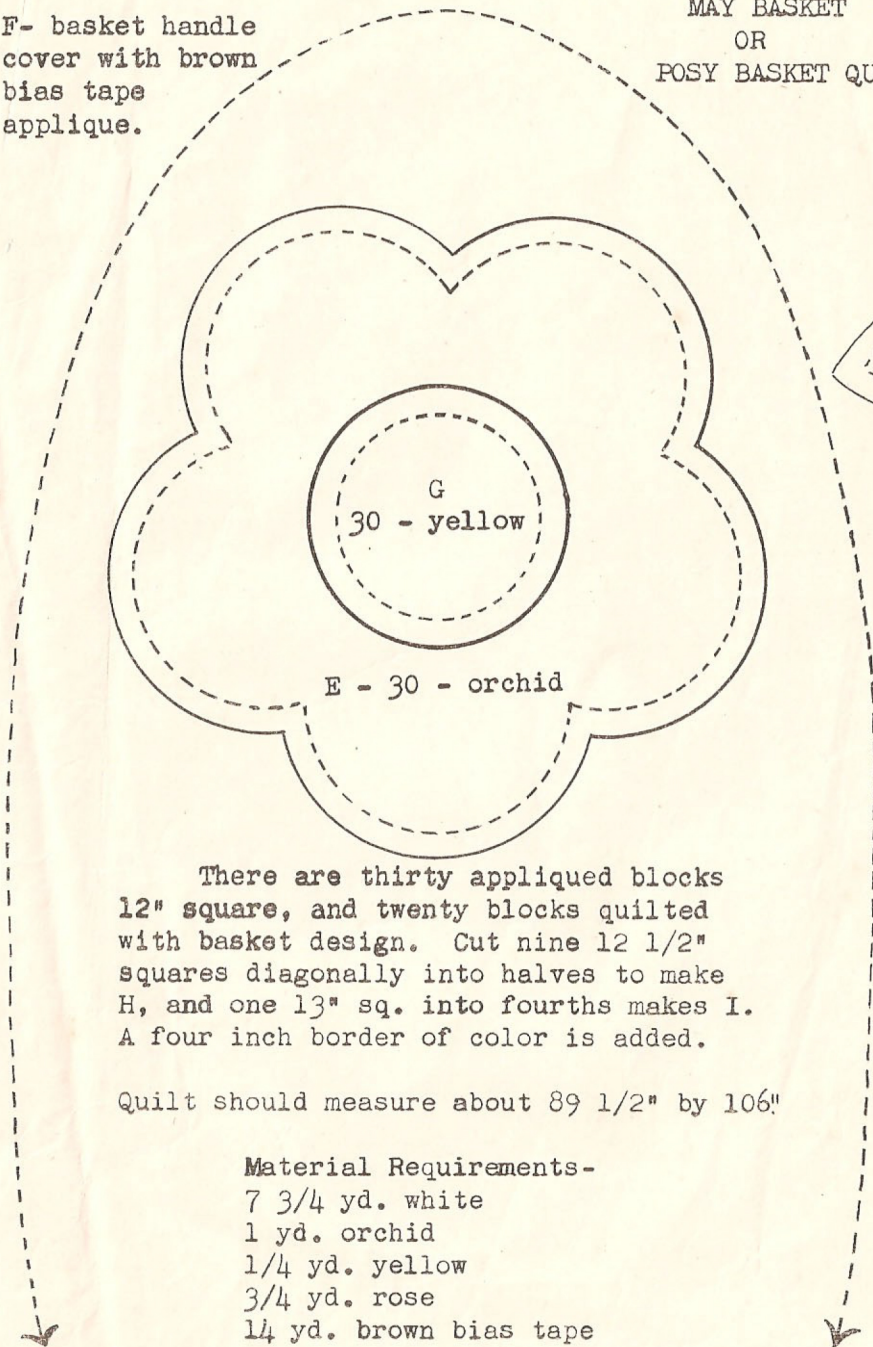 F- basket handle
cover with brown
bias tape
applique.
MAY BASKET
OR
POSY BASKET
G
30 - yellow
E - 30 - orchid
There are thirty appliqued blocks
12" square, and twenty blocks quilted
with basket design. Cut nine 12 1/2"
squares diagonally into halves to make
H, and one 13" sq. into fourths makes I.
A four inch border of color is added.
Quilt should measure about 89 1/2" by 106"
Material Requirements-
7 3/4 yd. white
1 yd. orchid
1/4 yd. yellow
3/4 yd. rose
14 yd. brown bias tape